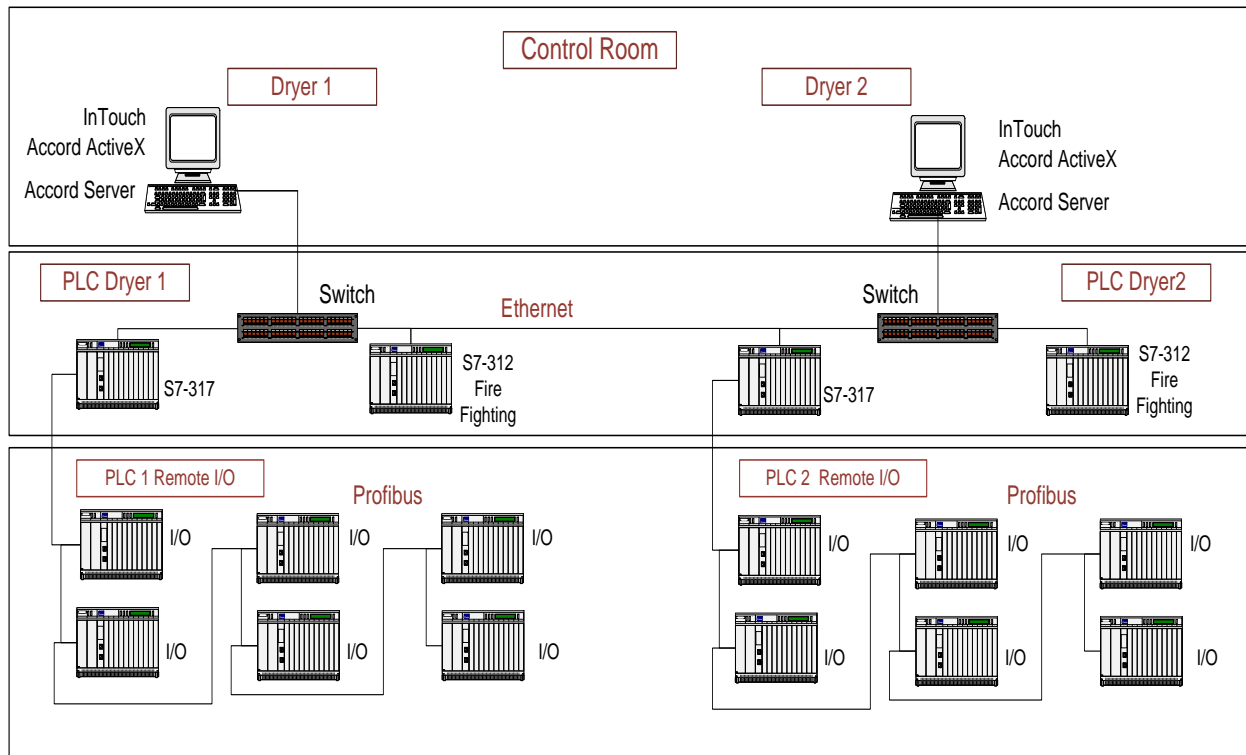 Control Room
Dryer 1
Dryer 2
InTouch
Accord ActiveX
Accord Server
InTouch
Accord ActiveX
Accord Server
PLC Dryer 1
PLC Dryer2
Switch
Ethernet
Switch
S7-317
S7-312
Fire
Fighting
S7-317
S7-312
Fire
Fighting
PLC 1 Remote I/O
Profibus
PLC 2 Remote I/O
Profibus
I/O
I/O
I/O
I/O
I/O
I/O
I/O
I/O
I/O
I/O
I/O
I/O